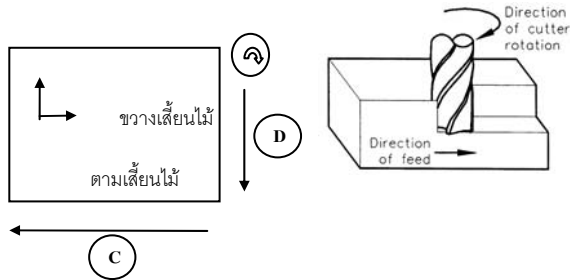 ขวางเสี้ยนไม้
ตามเสี้ยนไม้
D
C
Direction
of cutter
rotation
Direction
of feed